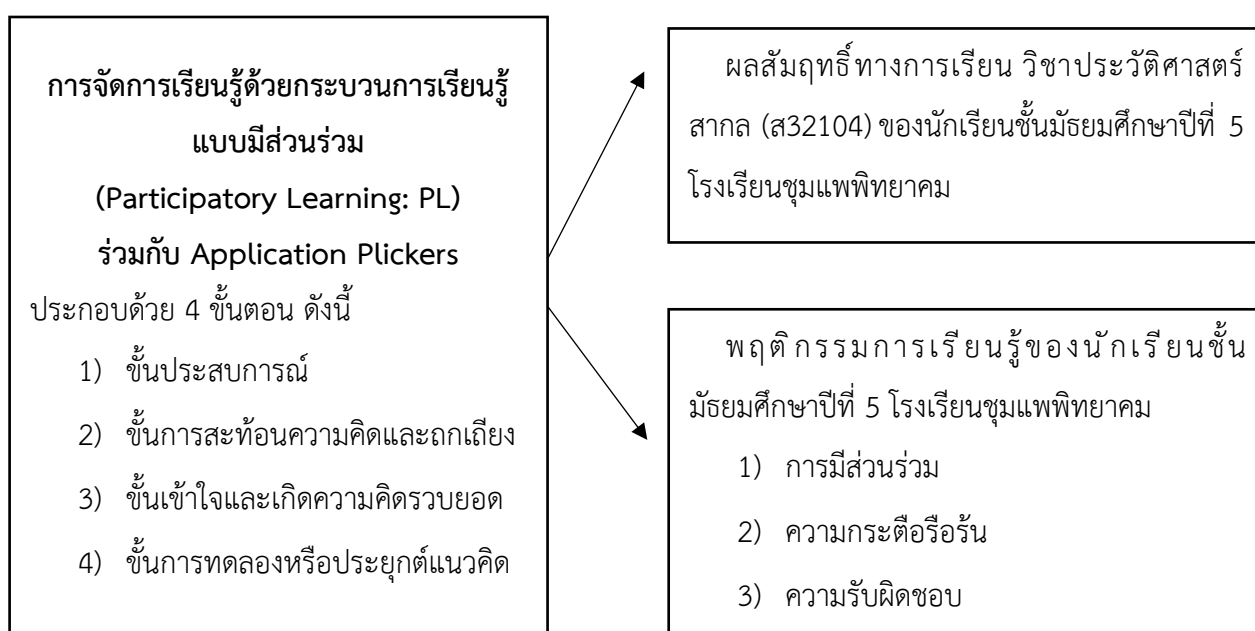 การจัดการเรียนรู้ด้วยกระบวนการเรียนรู้
แบบมีส่วนร่วม
(Participatory Learning: PL)
ร่วมกับ Application Plickers
ประกอบด้วย 4 ขั้นตอน ดังนี้
1) ขั้นประสบการณ์
2) ขั้นการสะท้อนความคิดและถกเถียง
3) ขั้นเข้าใจและเกิดความคิดรวบยอด
4) ขั้นการทดลองหรือประยุกต์แนวคิด
ผลสัมฤทธิ์ทางการเรียน วิชาประวัติศาสตร์
สากล (ส32104) ของนักเรียนชั้นมัธยมศึกษาปีที่ 5
โรงเรียนชุมแพพิทยาคม
พฤติกรรมการเรียนรู้ของนักเรียนชั้น
มัธยมศึกษาปีที่ 5 โรงเรียนชุมแพพิทยาคม
1) การมีส่วนร่วม
2) ความกระตือรือร้น
3) ความรับผิดชอบ